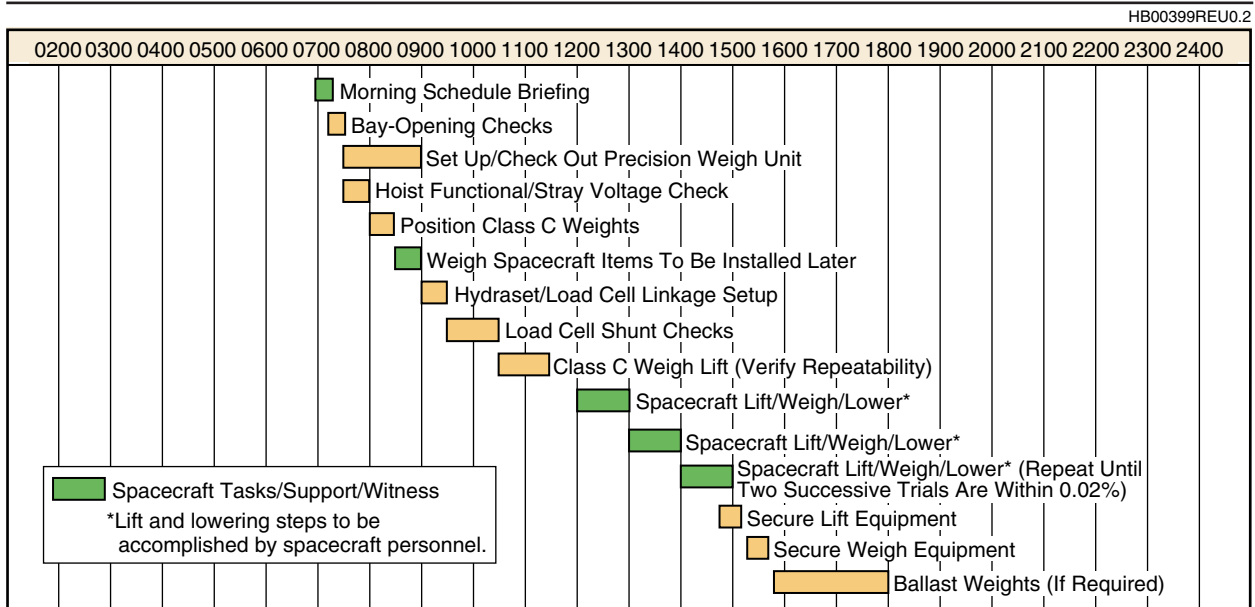 HB00399REU0.2
0200 0300 0400 0500 0600 0700 0800 0900 1000 1100 1200 1300 1400 1500 1600 1700 1800 1900 2000 2100 2200 2300 2400
Morning Schedule Briefing
Bay-Opening Checks
Set Up/Check Out Precision Weigh Unit
Hoist Functional/Stray Voltage Check
Position Class C Weights
Weigh Spacecraft Items To Be Installed Later
Hydraset/Load Cell Linkage Setup
Load Cell Shunt Checks
Class C Weigh Lift (Verify Repeatability)
Spacecraft Lift/Weigh/Lower*
Spacecraft Lift/Weigh/Lower*
Spacecraft Lift/Weigh/Lower* (Repeat Until
Two Successive Trials Are Within 0.02%)
Secure Lift Equipment
Secure Weigh Equipment
Ballast Weights (If Required)
Spacecraft Tasks/Support/Witness
*Lift and lowering steps to be
accomplished by spacecraft personnel.